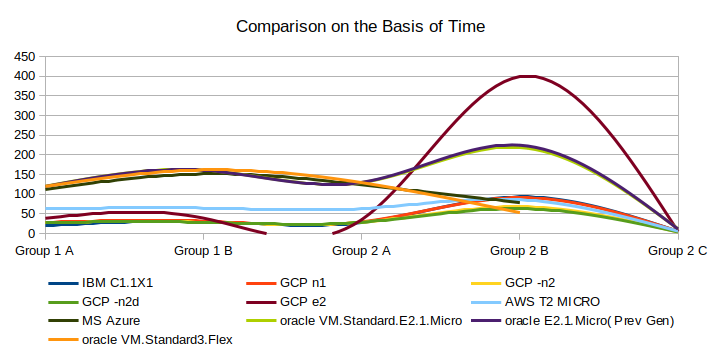 Comparison on the Basis of Time
450
400
350
300
250
200
150
100
50
0
Group 1 A Group 1 B Group 2 A Group 2 B Group 2 C
IBM C1.1X1 GCP n1 GCP -n2
GCP -n2d GCP e2 AWS T2 MICRO
MS Azure oracle VM.Standard.E2.1.Micro oracle E2.1.Micro( Prev Gen)
oracle VM.Standard3.Flex